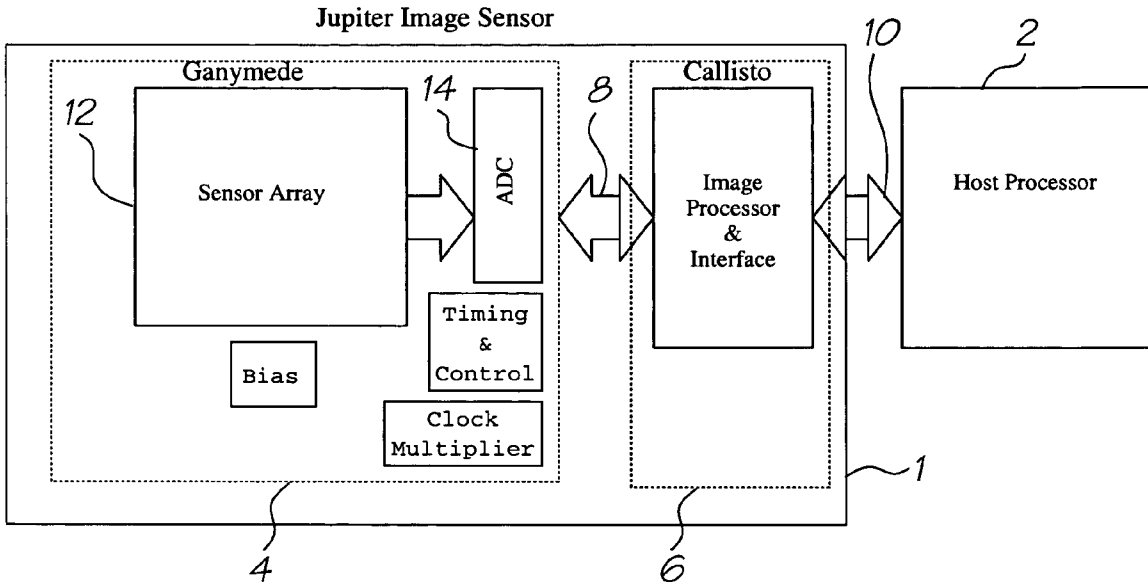 Jupiter Image Sensor
10
2
Ganymede
Callisto
12
14
8
Sensor Array
ADC
Image
Processor
&
Interface
Host Processor
Timing
&
Control
Bias
Clock
Multiplier
1
4
6